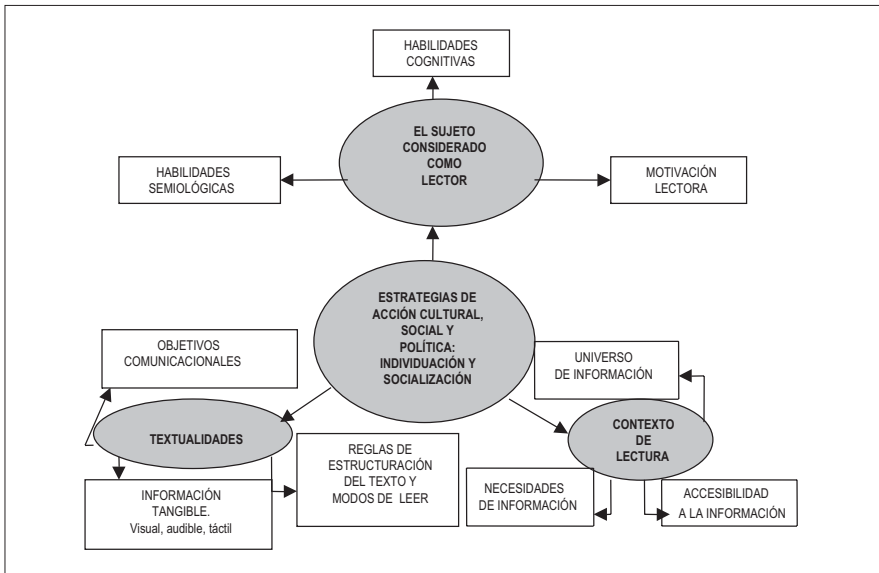 HABILIDADES
COGNITIVAS
EL SUJETO
CONSIDERADO
COMO
LECTOR
HABILIDADES
SEMIOLÓGICAS
MOTIVACIÓN
LECTORA
ESTRATEGIAS DE
ACCIÓN CULTURAL,
SOCIAL Y
POLÍTICA:
INDIVIDUACIÓN Y
SOCIALIZACIÓN
OBJETIVOS
COMUNICACIONALES
UNIVERSO
DE INFORMACIÓN
TEXTUALIDADES
CONTEXTO
DE
LECTURA
REGLAS DE
ESTRUCTURACIÓN
DEL TEXTO Y
MODOS DE LEER
INFORMACIÓN
TANGIBLE.
Visual, audible, táctil
NECESIDADES
DE INFORMACIÓN
ACCESIBILIDAD
A LA INFORMACIÓN